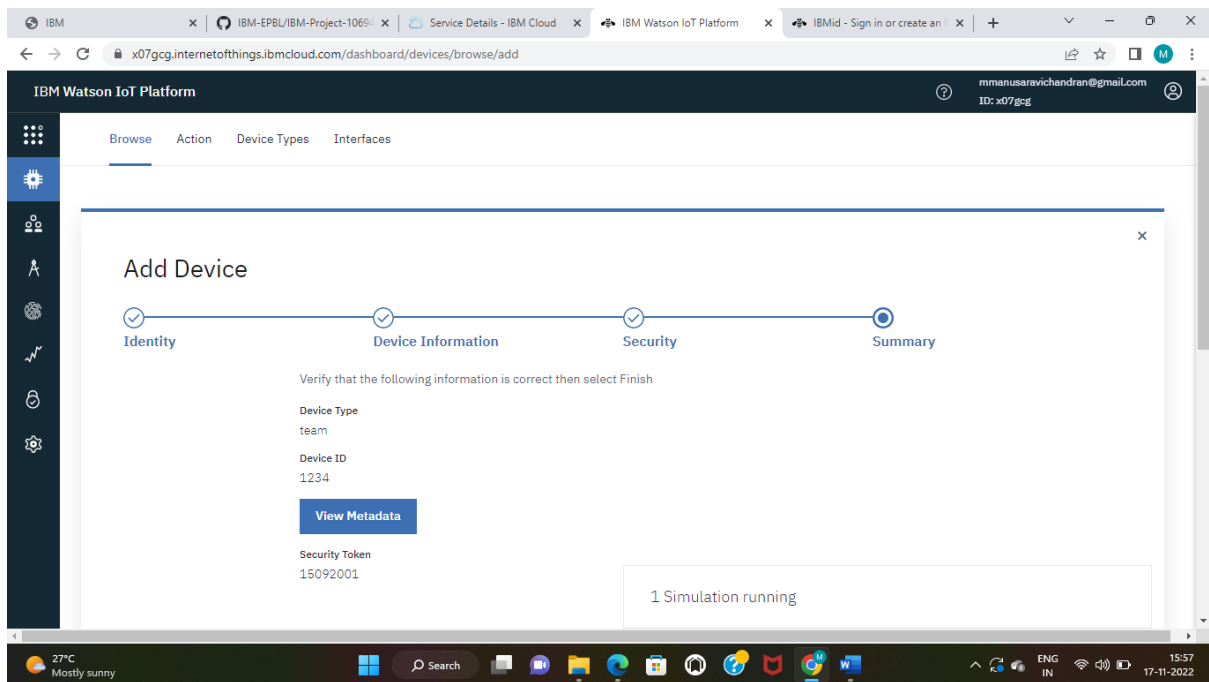 IBM
IBM-EPBL/IBM-Project-1069
Service Details - IBM Cloud
IBM Watson IoT Platform
IBMid - Sign in or create an
x07gcg.internetofthings.ibmcloud.com/dashboard/devices/browse/add
M
IBM Watson IoT Platform
mmanusaravichandran@gmail.com
ID: x07gcg
Browse Action Device Types Interfaces
Add Device
Identity Device Information Security Summary
Verify that the following information is correct then select Finish
Device Type
team
Device ID
1234
View Metadata
Security Token
15092001
1 Simulation running
27°C
Mostly sunny
Search
M
ENG
IN
15:57
17-11-2022